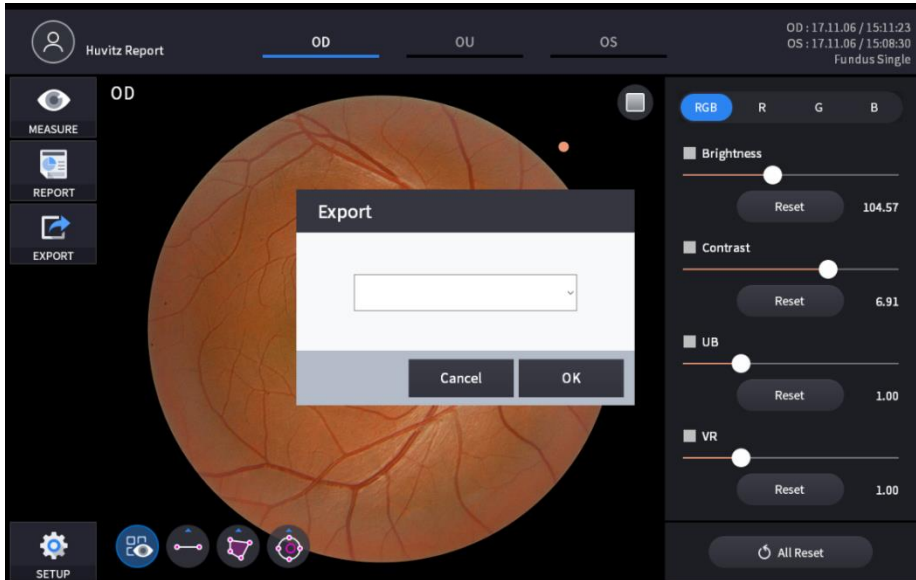 Huvitz Report
OD
OU
OS
OD : 17.11.06 / 15:11:23
OS : 17.11.06 / 15:08:30
Fundus Single
MEASURE
REPORT
EXPORT
SETUP
OD
Export
Cancel
OK
RGB
R
G
B
Brightness
Reset
104.57
Contrast
Reset
6.91
UB
Reset
1.00
VR
Reset
1.00
All Reset